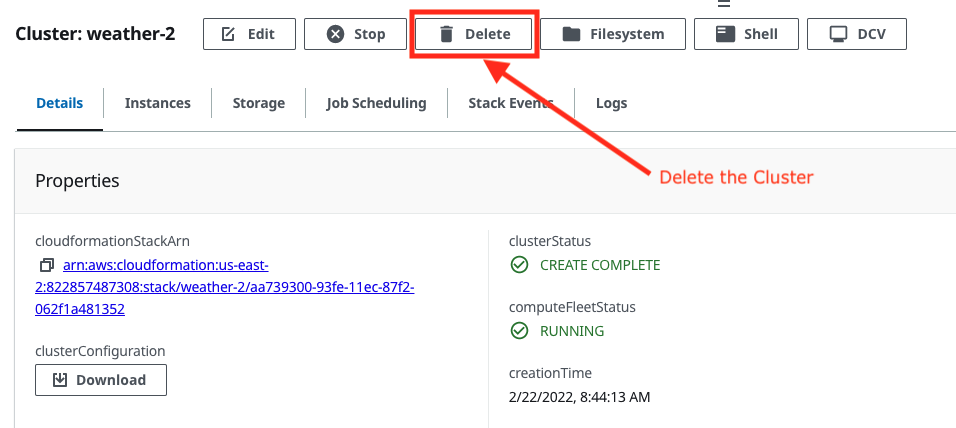 Cluster: weather-2 Edit Stop Delete Filesystem Shell DCV
Details Instances Storage Job Scheduling Stack Events Logs
Delete the Cluster
Properties
cloudformationStackArn
arn:aws:cloudformation:us-east-
2:822857487308:stack/weather-2/aa739300-93fe-11ec-87f2-
062f1a481352
clusterConfiguration
Download
clusterStatus
CREATE COMPLETE
computeFleetStatus
RUNNING
creationTime
2/22/2022, 8:44:13 AM